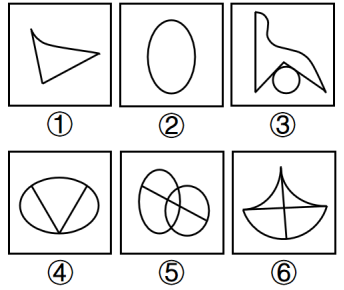 ① ② ③
④ ⑤ ⑥